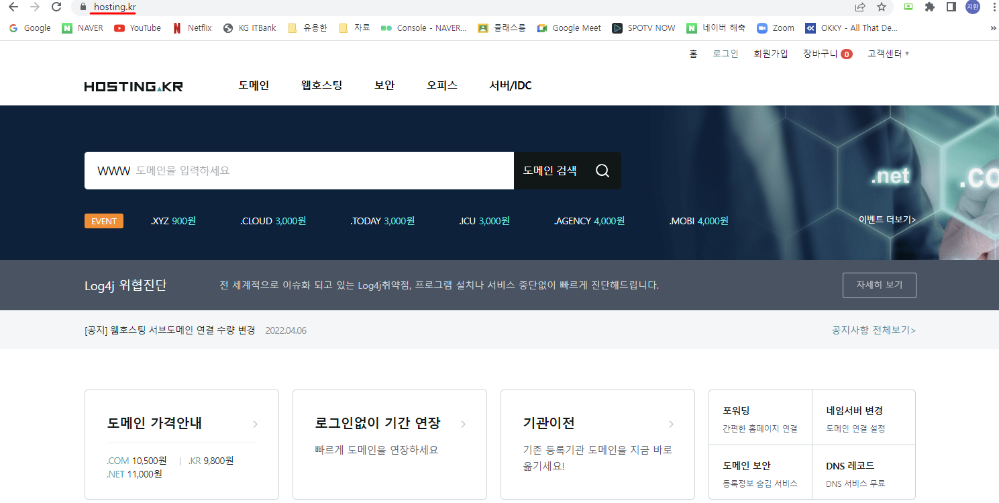 hosting.kr
지환
Google NAVER YouTube Netflix KG ITBank 유용한 자료 Console - NAVER... 클래스룸 Google Meet SPOTV NOW 네이버 해축 Zoom OKKY - All That De... »
홈 로그인 회원가입 장바구니 0 고객센터 ▼
HOSTING.KR 도메인 웹호스팅 보안 오피스 서버/IDC
WWW 도메인을 입력하세요 도메인 검색
.net .co
EVENT .XYZ 900원 .CLOUD 3,000원 .TODAY 3,000원 .ICU 3,000원 .AGENCY 4,000원 .MOBI 4,000원 이벤트 더보기>
Log4j 위협진단 전 세계적으로 이슈화 되고 있는 Log4j취약점, 프로그램 설치나 서비스 중단없이 빠르게 진단해드립니다. 자세히 보기
[공지] 웹호스팅 서브도메인 연결 수량 변경 2022.04.06 공지사항 전체보기>
도메인 가격안내
.COM 10,500원 | .KR 9,800원
.NET 11,000원
로그인없이 기간 연장
빠르게 도메인을 연장하세요
기관이전
기존 등록기관 도메인을 지금 바로
옮기세요!
포워딩
간편한 홈페이지 연결
네임서버 변경
도메인 연결 설정
도메인 보안
등록정보 숨김 서비스
DNS 레코드
DNS 서비스 무료